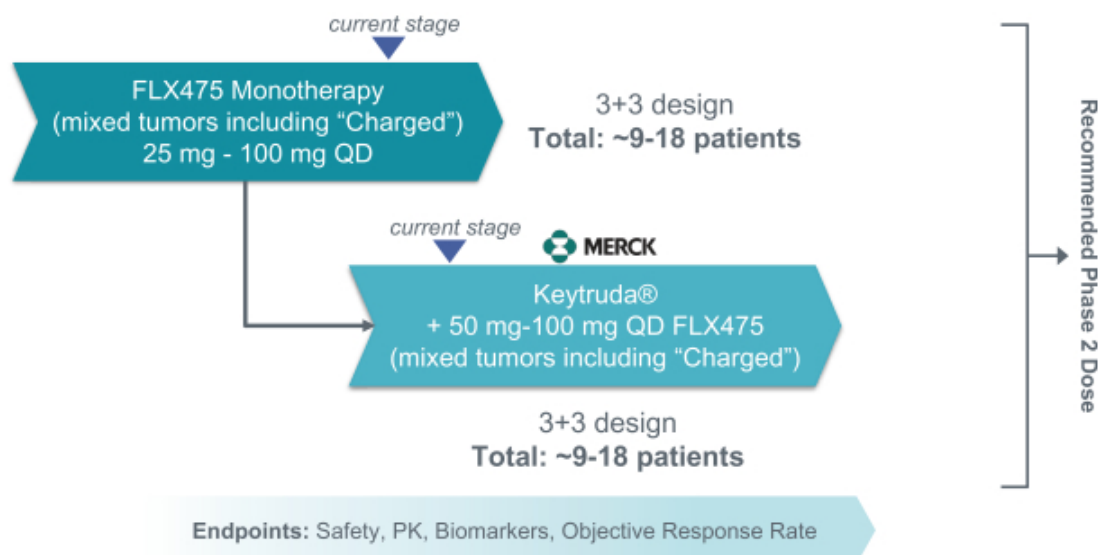 current stage
FLX475 Monotherapy
(mixed tumors including “Charged”)
25 mg - 100 mg QD
3+3 design
Total: ~9-18 patients
current stage
MERCK
Keytruda®
+ 50 mg-100 mg QD FLX475
(mixed tumors including “Charged”)
3+3 design
Total: ~9-18 patients
Recommended Phase 2 Dose
Endpoints: Safety, PK, Biomarkers, Objective Response Rate